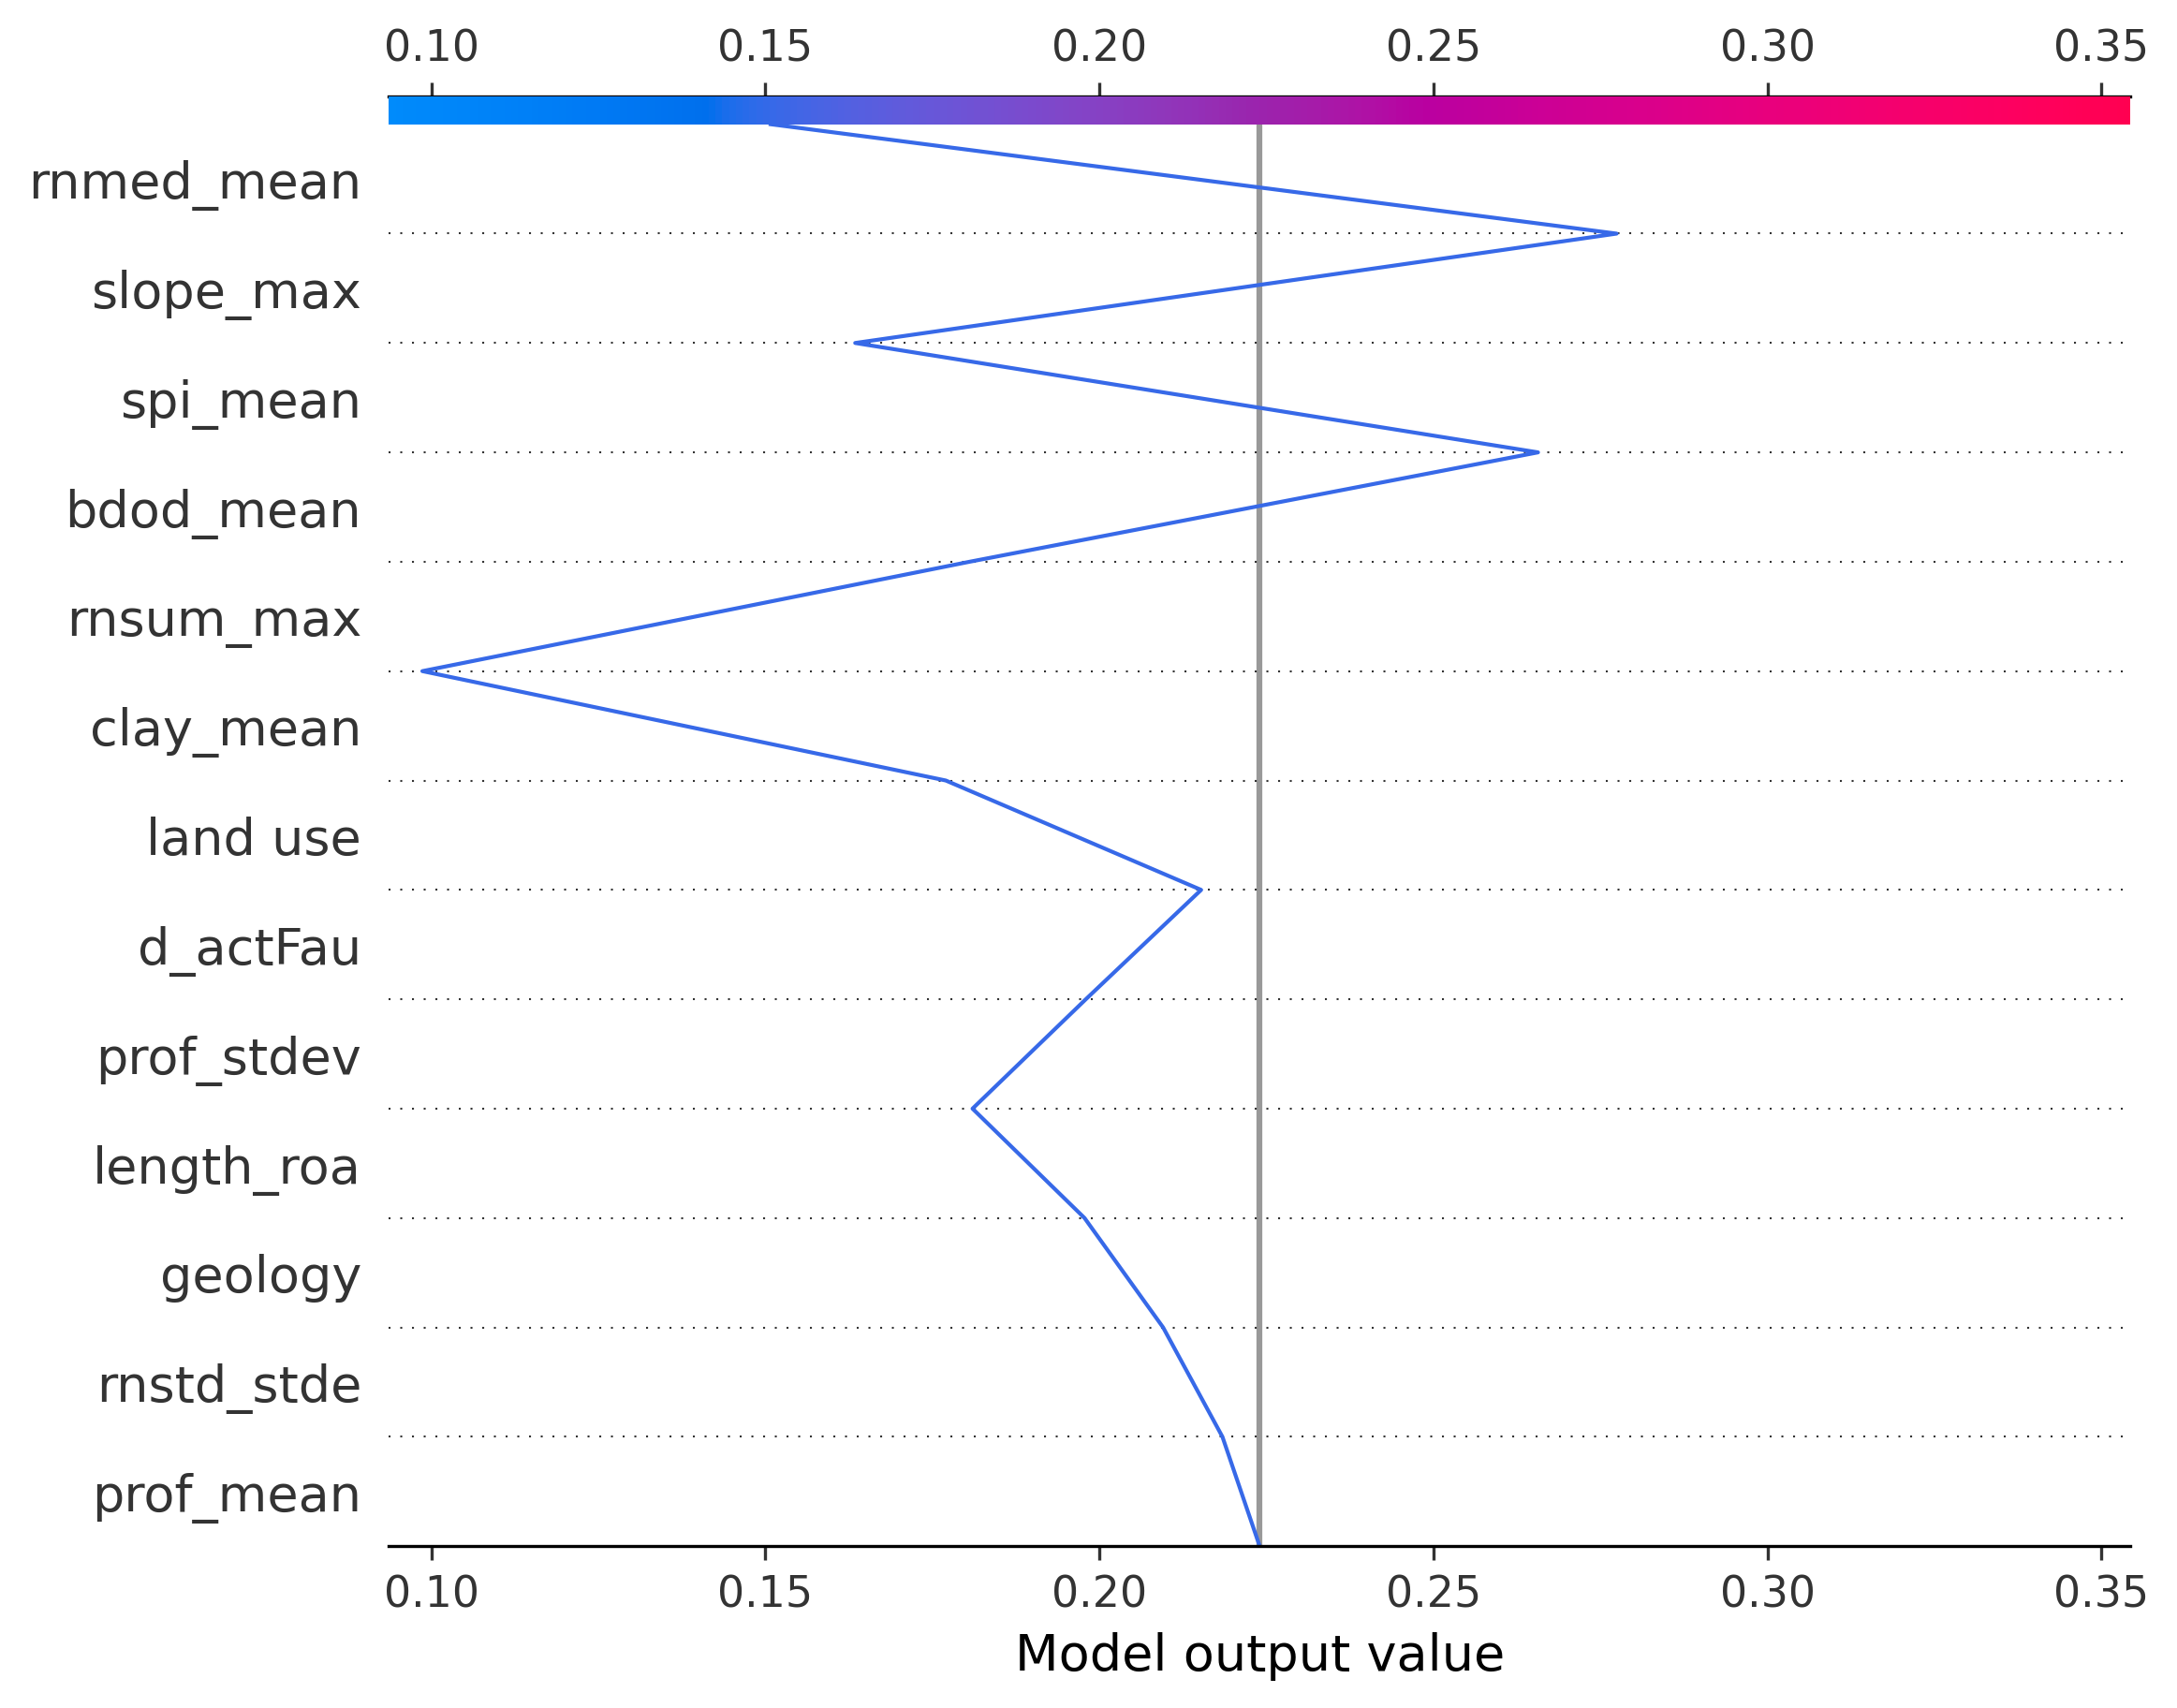 0.10 0.15 0.20 0.25 0.30 0.35
rnmed_mean
slope_max
spi_mean
bdod_mean
rnsum_max
clay_mean
land use
d_actFau
prof_stdev
length_roa
geology
rnstd_stde
prof_mean
0.10 0.15 0.20 0.25 0.30 0.35
Model output value